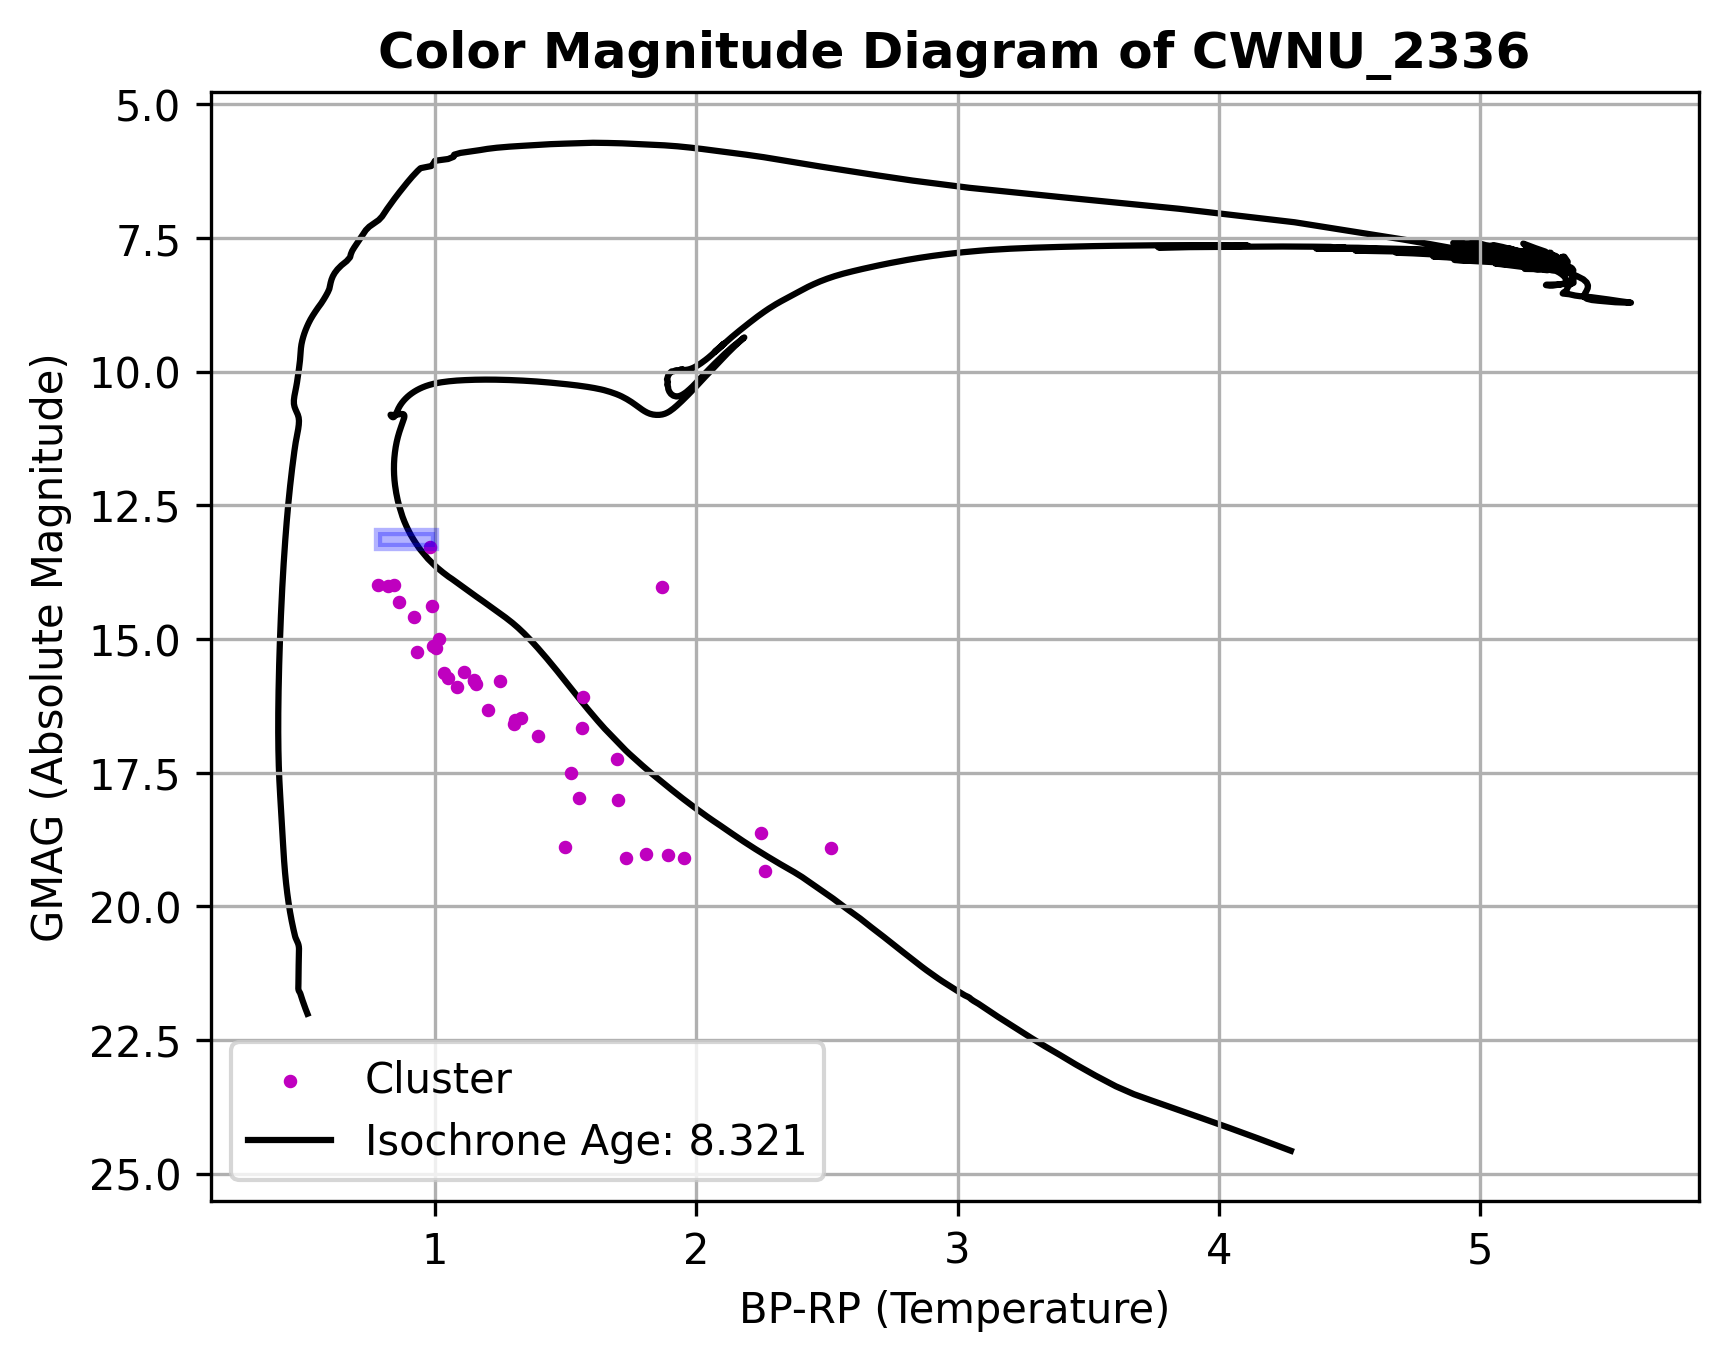 Color Magnitude Diagram of CWNU_2336
GMAG (Absolute Magnitude)
5.0
7.5
10.0
12.5
15.0
17.5
20.0
22.5
25.0
Cluster
Isochrone Age: 8.321
1 2 3 4 5
BP-RP (Temperature)